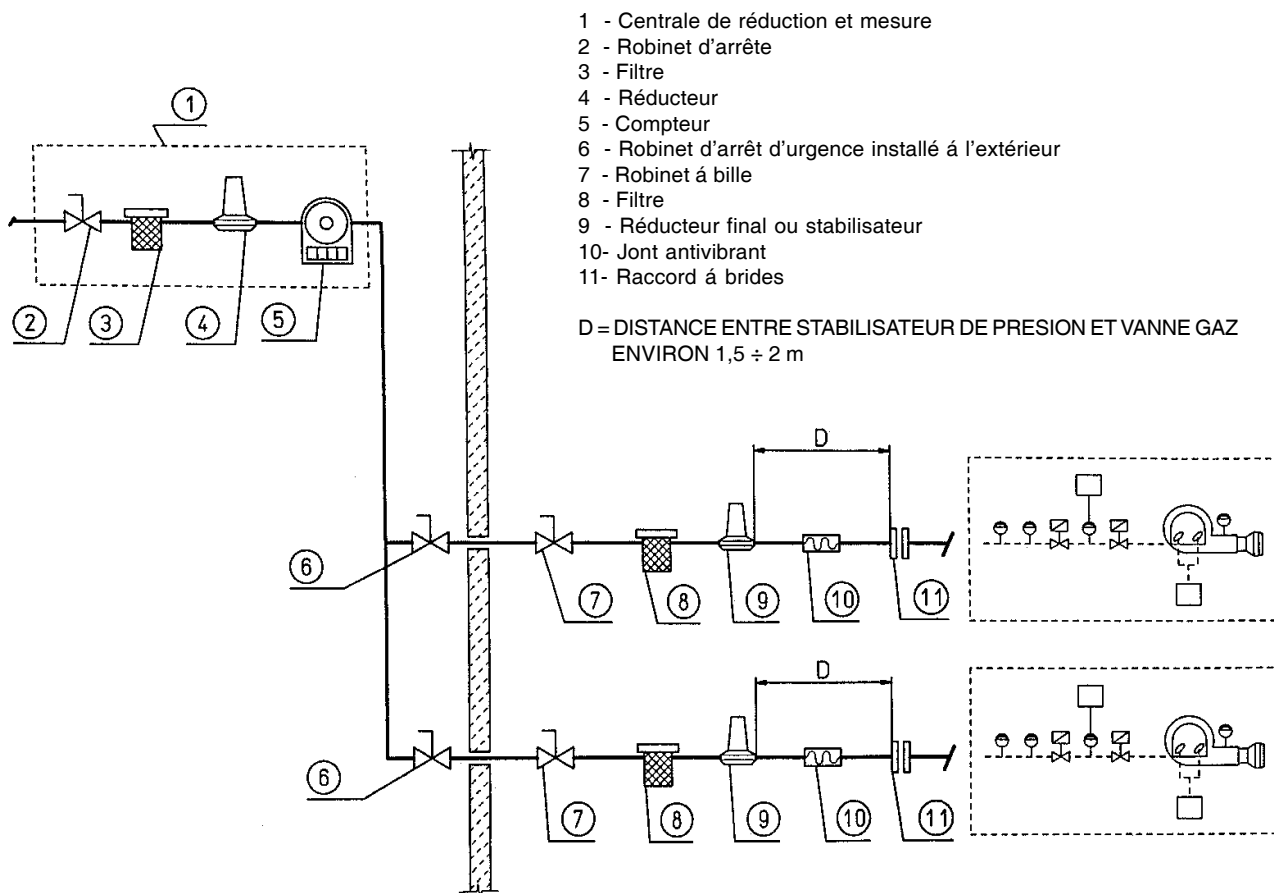 1 - Centrale de réduction et mesure
2 - Robinet d'arrête
3 - Filtre
4 - Réducteur
5 - Compteur
6 - Robinet d'arrêt d'urgence installé á l'extérieur
7 - Robinet á bille
8 - Filtre
9 - Réducteur final ou stabilisateur
10- Jont antivibrant
11- Raccord á brides
D = DISTANCE ENTRE STABILISATEUR DE PRESION ET VANNE GAZ
ENVIRON 1,5 ÷ 2 m
1
2 3 4 5
D
6 7 8 9 10 11
D
6 7 8 9 10 11